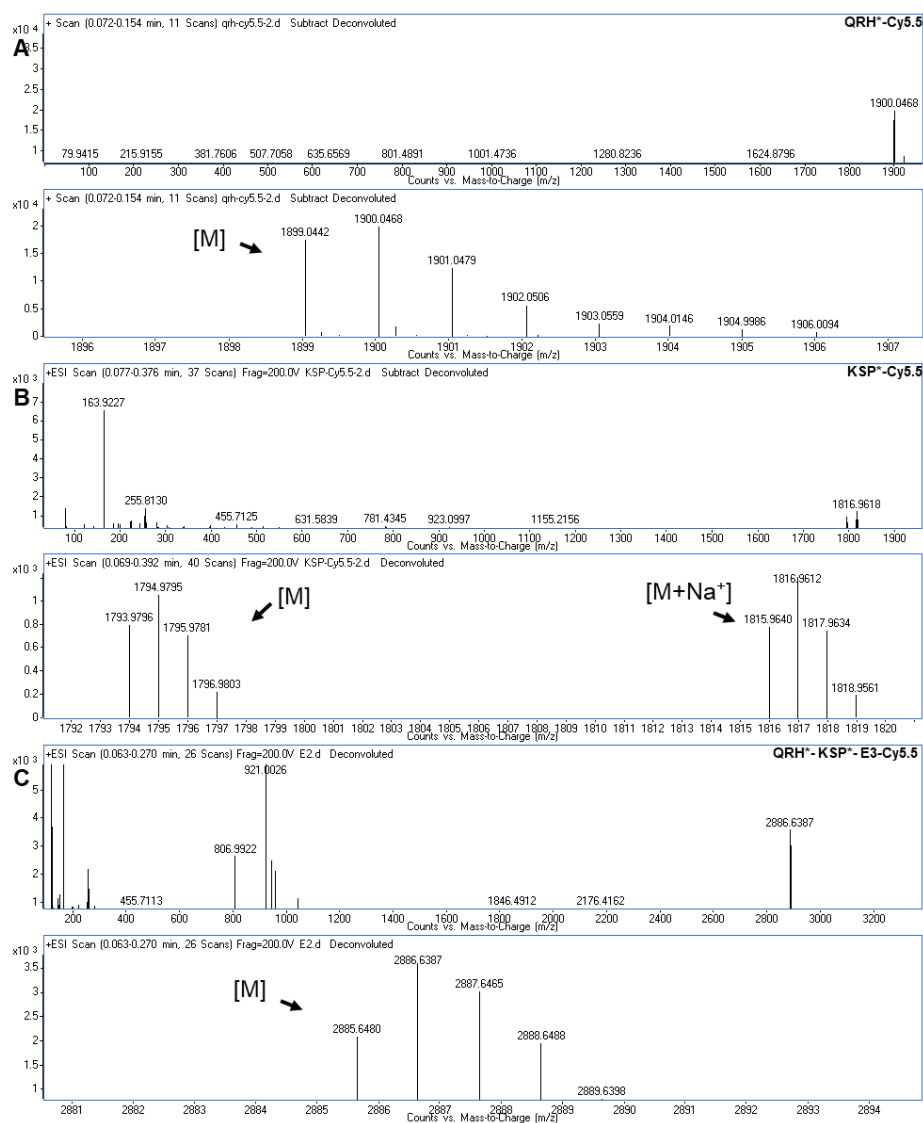 + Scan (0.072-0.154 min, 11 Scans) qrh-cy5.5-2.d Subtract Deconvoluted
QRH*-Cy5.5
A
x10 4
3.5
3
2.5
2
1.5
1
1900.0468
79.9415 215.9155 381.7606 507.7058 635.6569 801.4891 1001.4736 1280.8236 1624.8796
100 200 300 400 500 600 700 800 900 1000 1100 1200 1300 1400 1500 1600 1700 1800 1900
Counts vs. Mass-to-Charge (m/z)
+ Scan (0.072-0.154 min, 11 Scans) qrh-cy5.5-2.d Subtract Deconvoluted
x10 4
2
1.5
1
0.5
0
[M]
1899.0442 1900.0468 1901.0479 1902.0506 1903.0559 1904.0146 1904.9986 1906.0094
1896 1897 1898 1899 1900 1901 1902 1903 1904 1905 1906 1907
Counts vs. Mass-to-Charge (m/z)
+ESI Scan (0.077-0.376 min, 37 Scans) Frag=200.0V KSP-Cy5.5-2.d Subtract Deconvoluted
KSP*-Cy5.5
B
x10 3
7
6
5
4
3
2
1
163.9227 255.8130 455.7125 631.5839 781.4345 923.0997 1155.2156 1816.9618
100 200 300 400 500 600 700 800 900 1000 1100 1200 1300 1400 1500 1600 1700 1800 1900
Counts vs. Mass-to-Charge (m/z)
+ESI Scan (0.069-0.392 min, 40 Scans) Frag=200.0V KSP-Cy5.5-2.d Deconvoluted
x10 3
1
0.8
0.6
0.4
0.2
0
1793.9796 1794.9795 1795.9781 1796.9803
[M]
[M+Na⁺]
1815.9640 1816.9612 1817.9634 1818.9561
1792 1793 1794 1795 1796 1797 1798 1799 1800 1801 1802 1803 1804 1805 1806 1807 1808 1809 1810 1811 1812 1813 1814 1815 1816 1817 1818 1819 1820
Counts vs. Mass-to-Charge (m/z)
+ESI Scan (0.063-0.270 min, 26 Scans) Frag=200.0V E2.d Deconvoluted
QRH*-KSP*-E3-Cy5.5
C
x10 3
5
4
3
2
1
455.7113 806.9922 921.0026 1846.4912 2176.4162 2886.6387
200 400 600 800 1000 1200 1400 1600 1800 2000 2200 2400 2600 2800 3000 3200
Counts vs. Mass-to-Charge (m/z)
+ESI Scan (0.063-0.270 min, 26 Scans) Frag=200.0V E2.d Deconvoluted
x10 3
3.5
3
2.5
2
1.5
1
[M]
2885.6480 2886.6387 2887.6465 2888.6488 2889.6398
2881 2882 2883 2884 2885 2886 2887 2888 2889 2890 2891 2892 2893 2894
Counts vs. Mass-to-Charge (m/z)